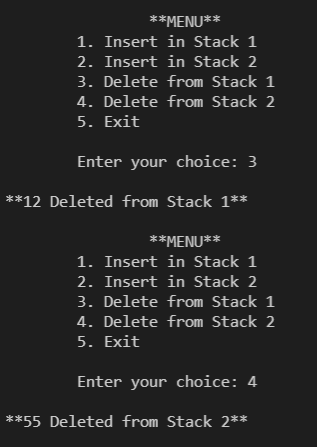 **MENU**
1. Insert in Stack 1
2. Insert in Stack 2
3. Delete from Stack 1
4. Delete from Stack 2
5. Exit
Enter your choice: 3
**12 Deleted from Stack 1**
**MENU**
1. Insert in Stack 1
2. Insert in Stack 2
3. Delete from Stack 1
4. Delete from Stack 2
5. Exit
Enter your choice: 4
**55 Deleted from Stack 2**